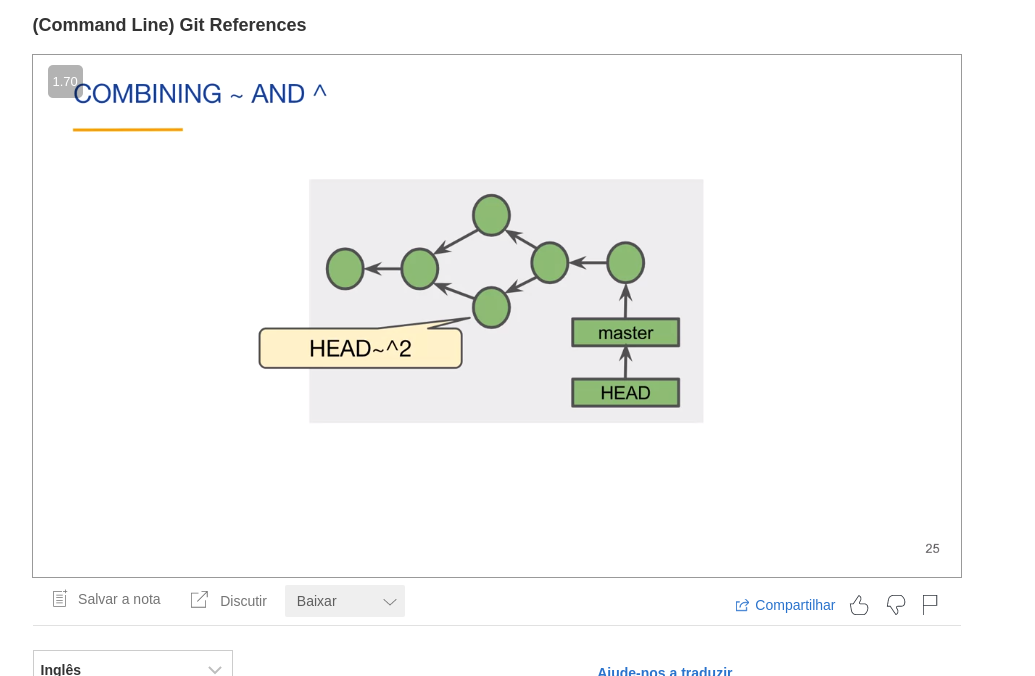 (Command Line) Git References
1.70
COMBINING ~ AND ^
HEAD~^2
master
HEAD
25
Salvar a nota
Discutir
Baixar
Compartilhar
Inglês
Ajude-nos a traduzir